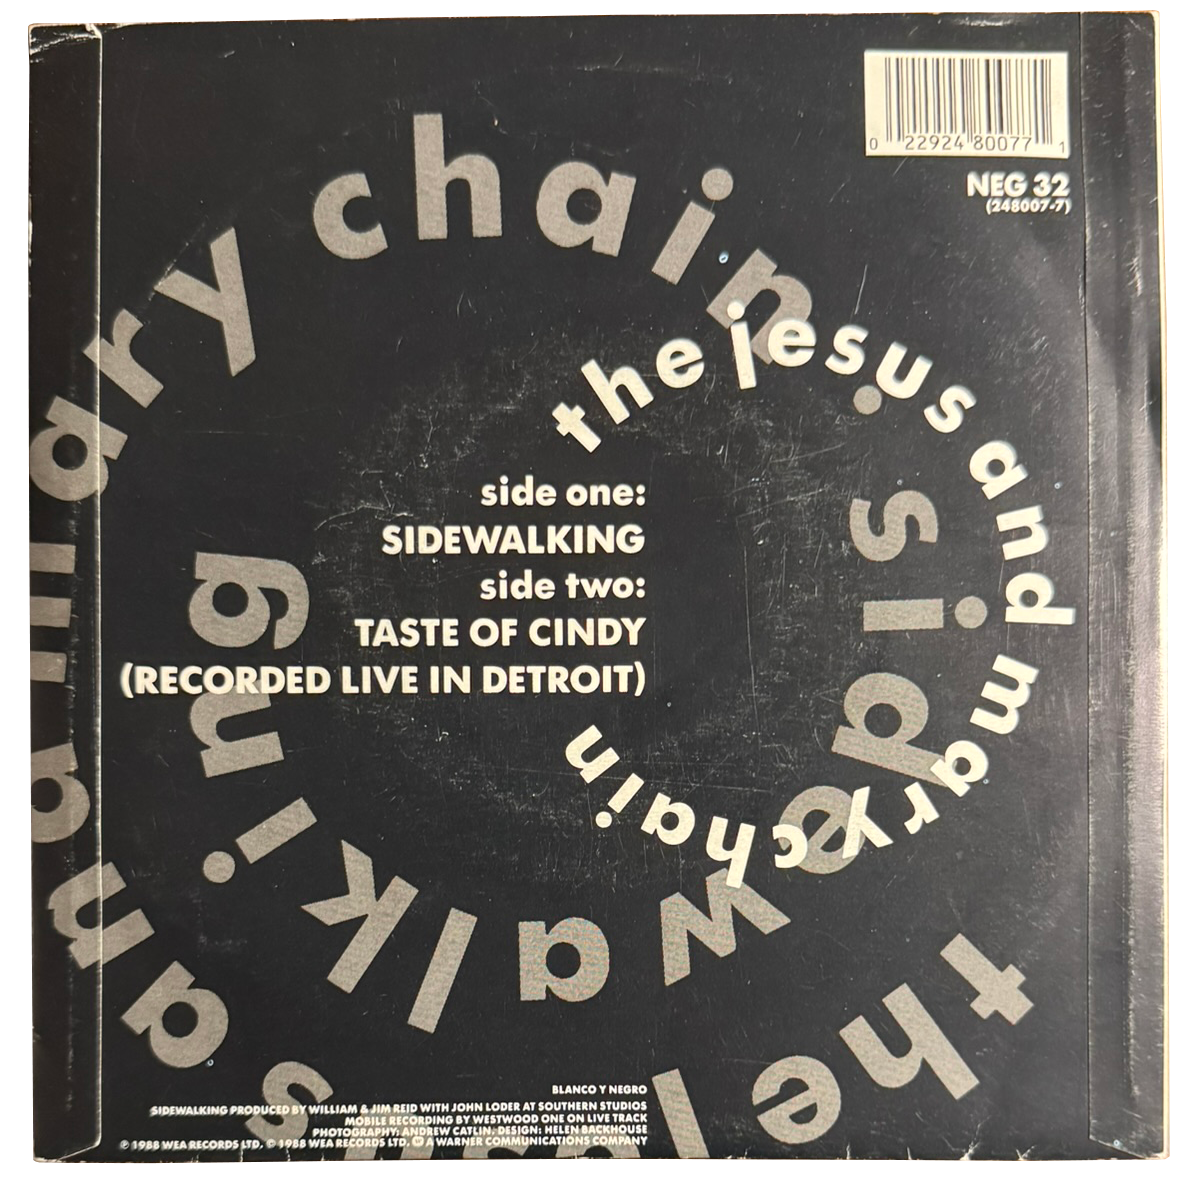 0 22924 80077 1
NEG 32
(248007-7)
the jesus and mary chain
the jesus and mary chain: sidewalking
side one:
SIDEWALKING
side two:
TASTE OF CINDY
(RECORDED LIVE IN DETROIT)
BLANCO Y NEGRO
SIDEWALKING PRODUCED BY WILLIAM & JIM REID WITH JOHN LODER AT SOUTHERN STUDIOS
MOBILE RECORDING BY WESTWOOD ONE ON LIVE TRACK
PHOTOGRAPHY: ANDREW CATLIN. DESIGN: HELEN BACKHOUSE
℗ 1988 WEA RECORDS LTD. © 1988 WEA RECORDS LTD. A WARNER COMMUNICATIONS COMPANY